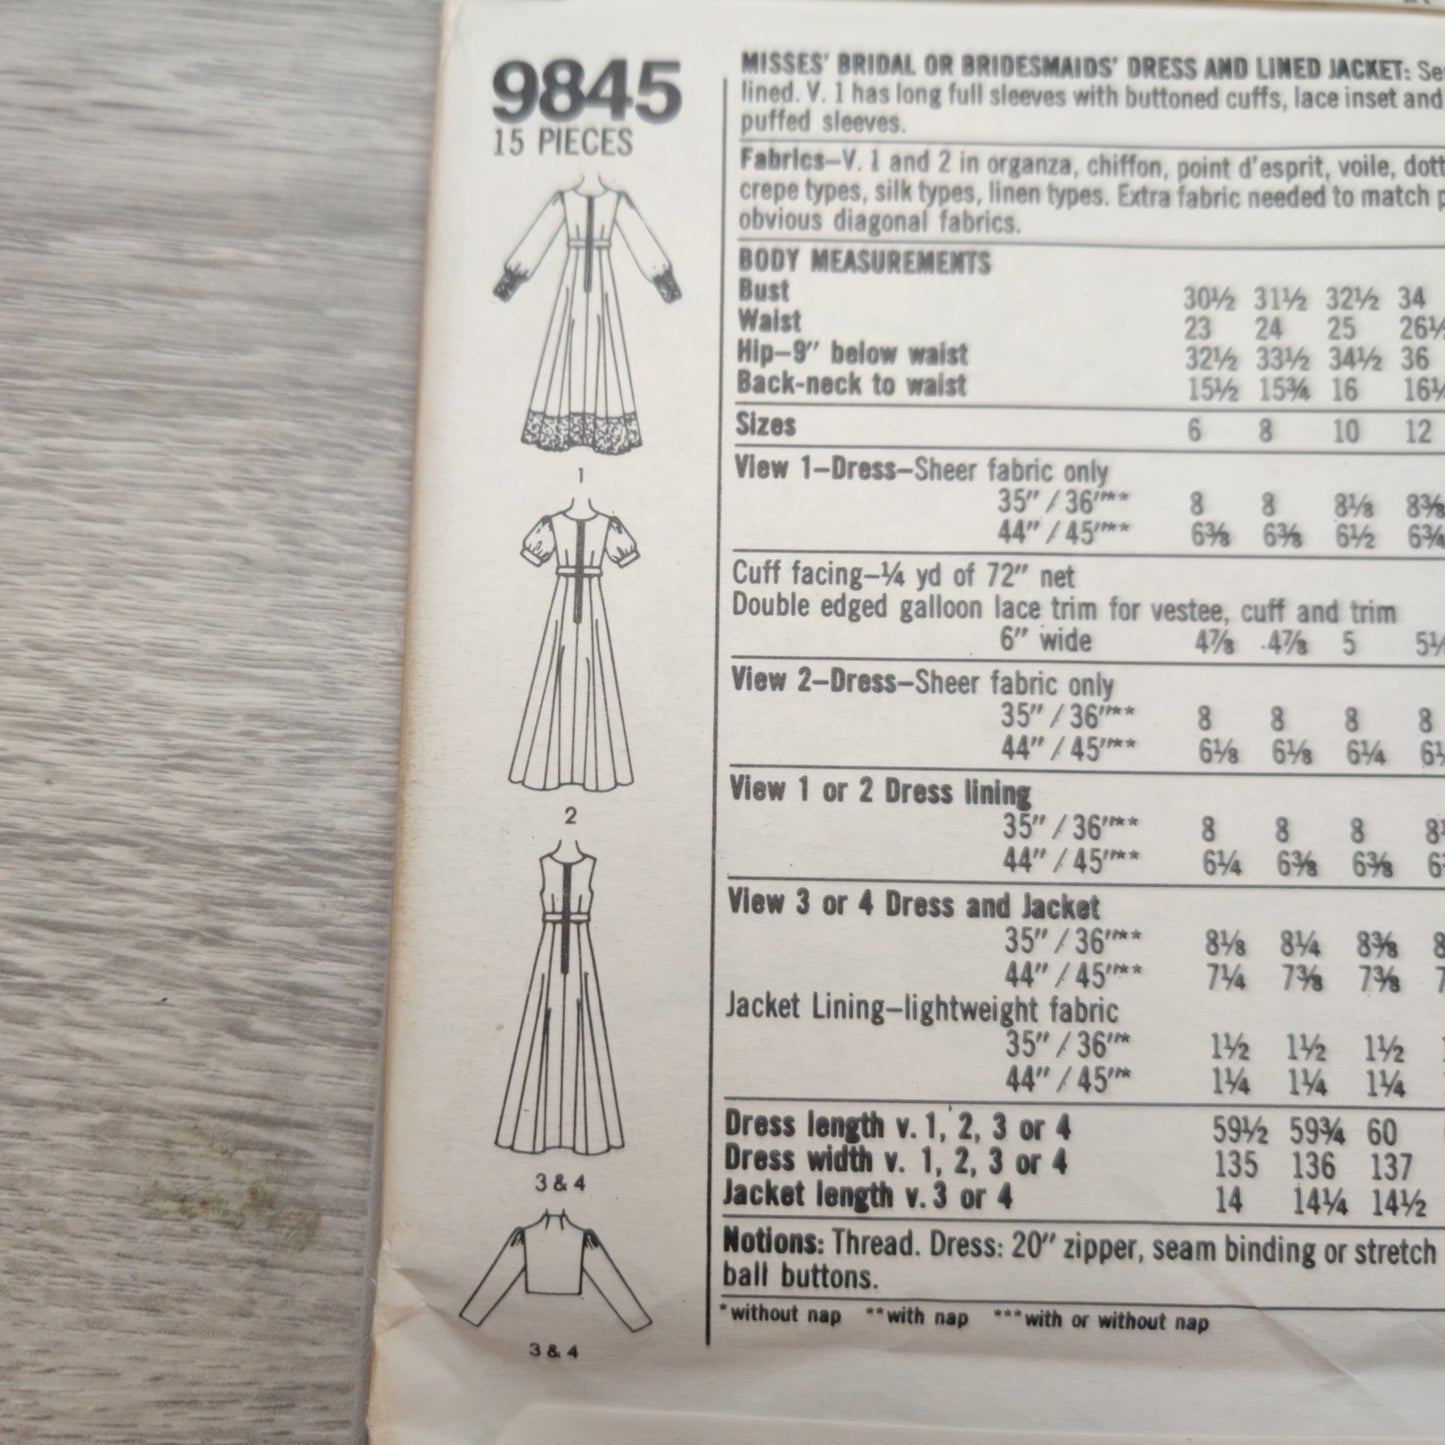 9845
15 PIECES
1
2
3 & 4
3 & 4
MISSES' BRIDAL OR BRIDESMAIDS' DRESS AND LINED JACKET:
lined. V. 1 has long full sleeves with buttoned cuffs, lace inset and
puffed sleeves.
Fabrics—V. 1 and 2 in organza, chiffon, point d'esprit, voile,
crepe types, silk types, linen types. Extra fabric needed to match
obvious diagonal fabrics.
BODY MEASUREMENTS
Bust 30½ 31½ 32½ 34
Waist 23 24 25
Hip—9" below waist 32½ 33½ 34½ 36
Back-neck to waist 15½ 15¾ 16
Sizes 6 8 10 12
View 1—Dress—Sheer fabric only
35" / 36"** 8 8 8⅛ 8⅜
44" / 45"** 6⅜ 6⅜ 6½ 6¾
Cuff facing—¼ yd of 72" net
Double edged galloon lace trim for vestee, cuff and trim
6" wide 4⅞ 4⅞ 5
View 2—Dress—Sheer fabric only
35" / 36"** 8 8 8 8
44" / 45"** 6⅛ 6⅛ 6¼
View 1 or 2 Dress lining
35" / 36"** 8 8 8
44" / 45"** 6¼ 6⅜ 6⅜
View 3 or 4 Dress and Jacket
35" / 36"** 8⅛ 8¼ 8⅜
44" / 45"** 7¼ 7⅜ 7⅜
Jacket Lining—lightweight fabric
35" / 36"* 1½ 1½ 1½
44" / 45"* 1¼ 1¼ 1¼
Dress length v. 1, 2, 3 or 4 59½ 59¾ 60
Dress width v. 1, 2, 3 or 4 135 136 137
Jacket length v. 3 or 4 14 14¼ 14½
Notions: Thread. Dress: 20" zipper, seam binding or stretch
ball buttons.
*without nap **with nap ***with or without nap